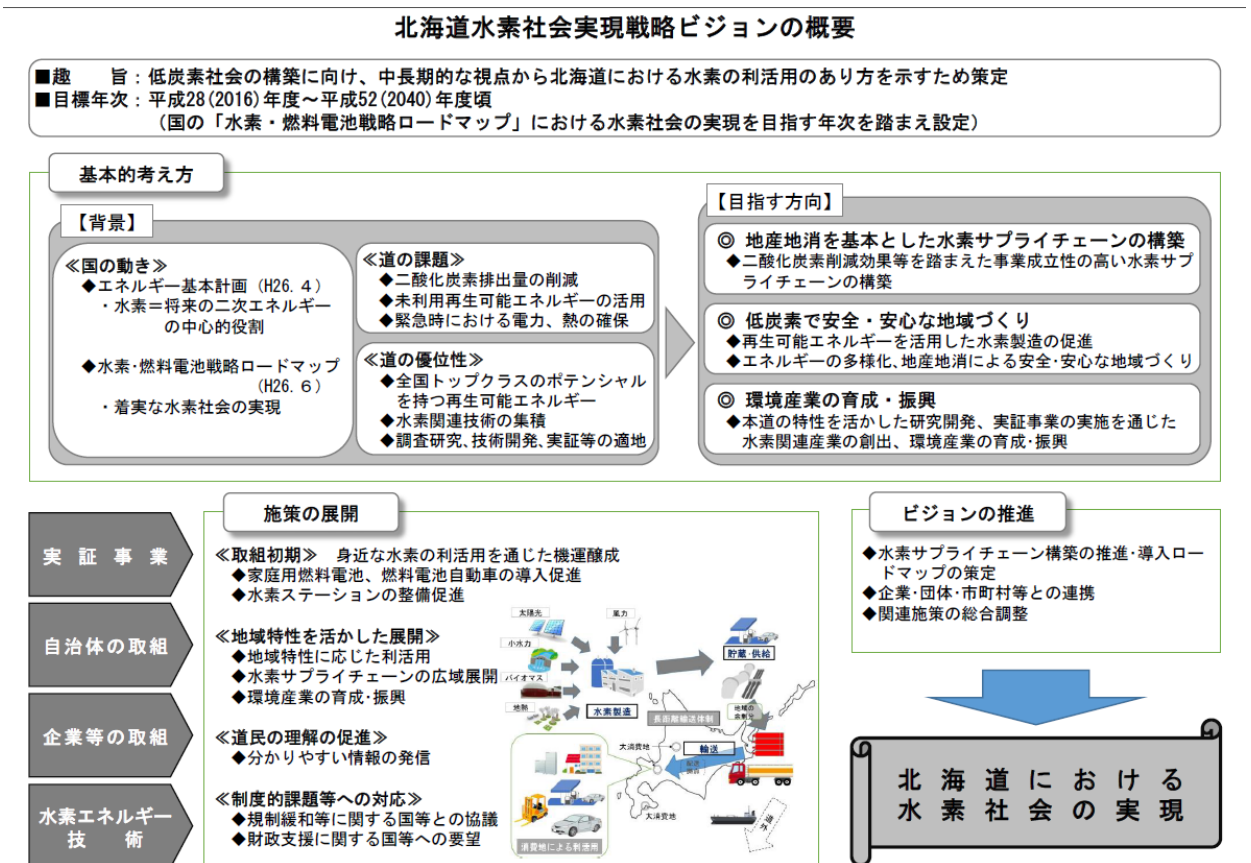 北海道水素社会実現戦略ビジョンの概要
■趣　　旨：低炭素社会の構築に向け、中長期的な視点から北海道における水素の利活用のあり方を示すため策定
■目標年次：平成28(2016)年度～平成52(2040)年度頃
（国の「水素・燃料電池戦略ロードマップ」における水素社会の実現を目指す年次を踏まえ設定）
基本的考え方
【背景】
≪国の動き≫
◆エネルギー基本計画（H26.４）
・水素＝将来の二次エネルギー
の中心的役割
◆水素・燃料電池戦略ロードマップ
（H26.６）
・着実な水素社会の実現
≪道の課題≫
◆二酸化炭素排出量の削減
◆未利用再生可能エネルギーの活用
◆緊急時における電力、熱の確保
≪道の優位性≫
◆全国トップクラスのポテンシャル
を持つ再生可能エネルギー
◆水素関連技術の集積
◆調査研究、技術開発、実証等の適地
【目指す方向】
◎ 地産地消を基本とした水素サプライチェーンの構築
◆二酸化炭素削減効果等を踏まえた事業成立性の高い水素サプ
ライチェーンの構築
◎ 低炭素で安全・安心な地域づくり
◆再生可能エネルギーを活用した水素製造の促進
◆エネルギーの多様化、地産地消による安全・安心な地域づくり
◎ 環境産業の育成・振興
◆本道の特性を活かした研究開発、実証事業の実施を通じた
水素関連産業の創出、環境産業の育成・振興
実証事業
自治体の取組
企業等の取組
水素エネルギー
技術
施策の展開
≪取組初期≫　身近な水素の利活用を通じた機運醸成
◆家庭用燃料電池、燃料電池自動車の導入促進
◆水素ステーションの整備促進
≪地域特性を活かした展開≫
◆地域特性に応じた利活用
◆水素サプライチェーンの広域展開
◆環境産業の育成・振興
≪道民の理解の促進≫
◆分かりやすい情報の発信
≪制度的課題等への対応≫
◆規制緩和等に関する国等との協議
◆財政支援に関する国等への要望
太陽光
風力
小水力
バイオマス
地熱
水素製造
貯蔵・供給
長距離輸送体制
大消費地
輸送
大消費地
道外
消費地による利活用
ビジョンの推進
◆水素サプライチェーン構築の推進・導入ロー
ドマップの策定
◆企業・団体・市町村等との連携
◆関連施策の総合調整
北海道における
水素社会の実現